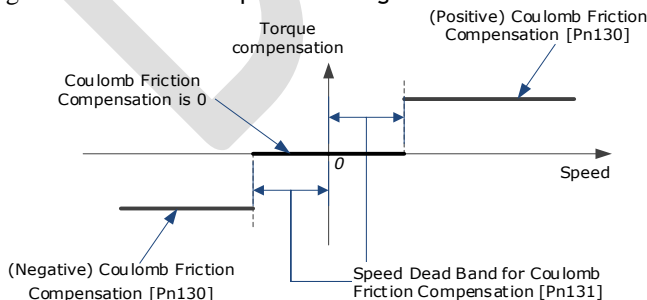 (Positive) Coulomb Friction
Compensation [Pn130]
Torque
compensation
Coulomb Friction
Compensation is 0
0
Speed
(Negative) Coulomb Friction
Compensation [Pn130]
Speed Dead Band for Coulomb
Friction Compensation [Pn131]